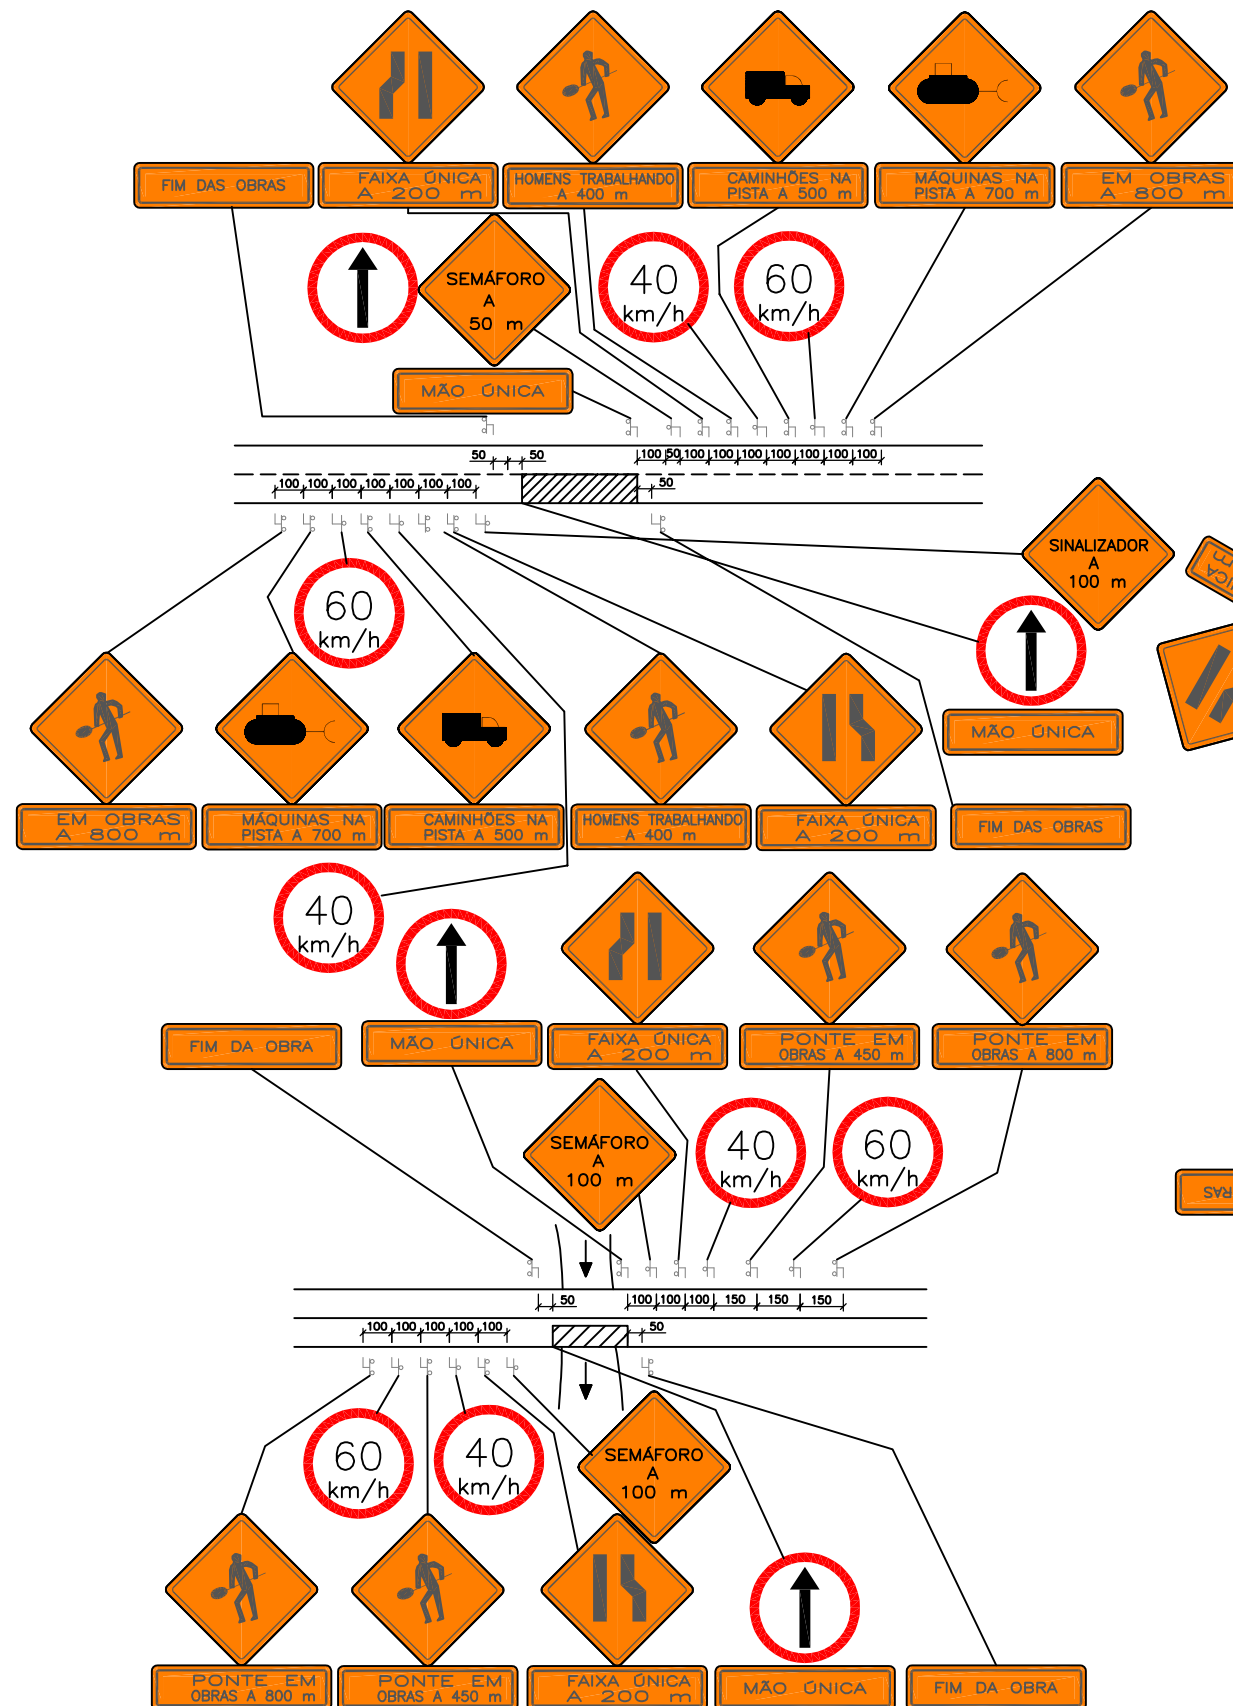 FIM DAS OBRAS
FAIXA ÚNICA
A 200 m
HOMENS TRABALHANDO
A 400 m
CAMINHÕES NA
PISTA A 500 m
MÁQUINAS NA
PISTA A 700 m
EM OBRAS
A 800 m
SEMÁFORO
A
50 m
40
km/h
60
km/h
MÃO ÚNICA
50 50 100 50 100 100 100 100 100 100 100
100 100 100 100 100 100 100 50
SINALIZADOR
A
100 m
60
km/h
MÃO ÚNICA
EM OBRAS
A 800 m
MÁQUINAS NA
PISTA A 700 m
CAMINHÕES NA
PISTA A 500 m
HOMENS TRABALHANDO
A 400 m
FAIXA ÚNICA
A 200 m
FIM DAS OBRAS
40
km/h
FIM DA OBRA
MÃO ÚNICA
FAIXA ÚNICA
A 200 m
PONTE EM
OBRAS A 450 m
PONTE EM
OBRAS A 800 m
SEMÁFORO
A
100 m
40
km/h
60
km/h
50 100 100 100 150 150 150
100 100 100 100 100 50
60
km/h
40
km/h
SEMÁFORO
A
100 m
PONTE EM
OBRAS A 800 m
PONTE EM
OBRAS A 450 m
FAIXA ÚNICA
A 200 m
MÃO ÚNICA
FIM DA OBRA